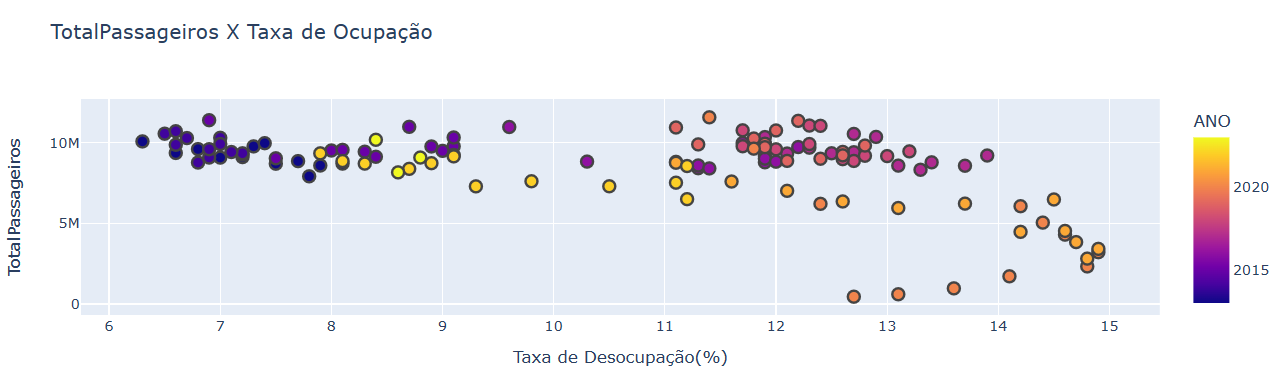 TotalPassageiros X Taxa de Ocupação
ANO
10M
5M
0
TotalPassageiros
2020
2015
6 7 8 9 10 11 12 13 14 15
Taxa de Desocupação(%)